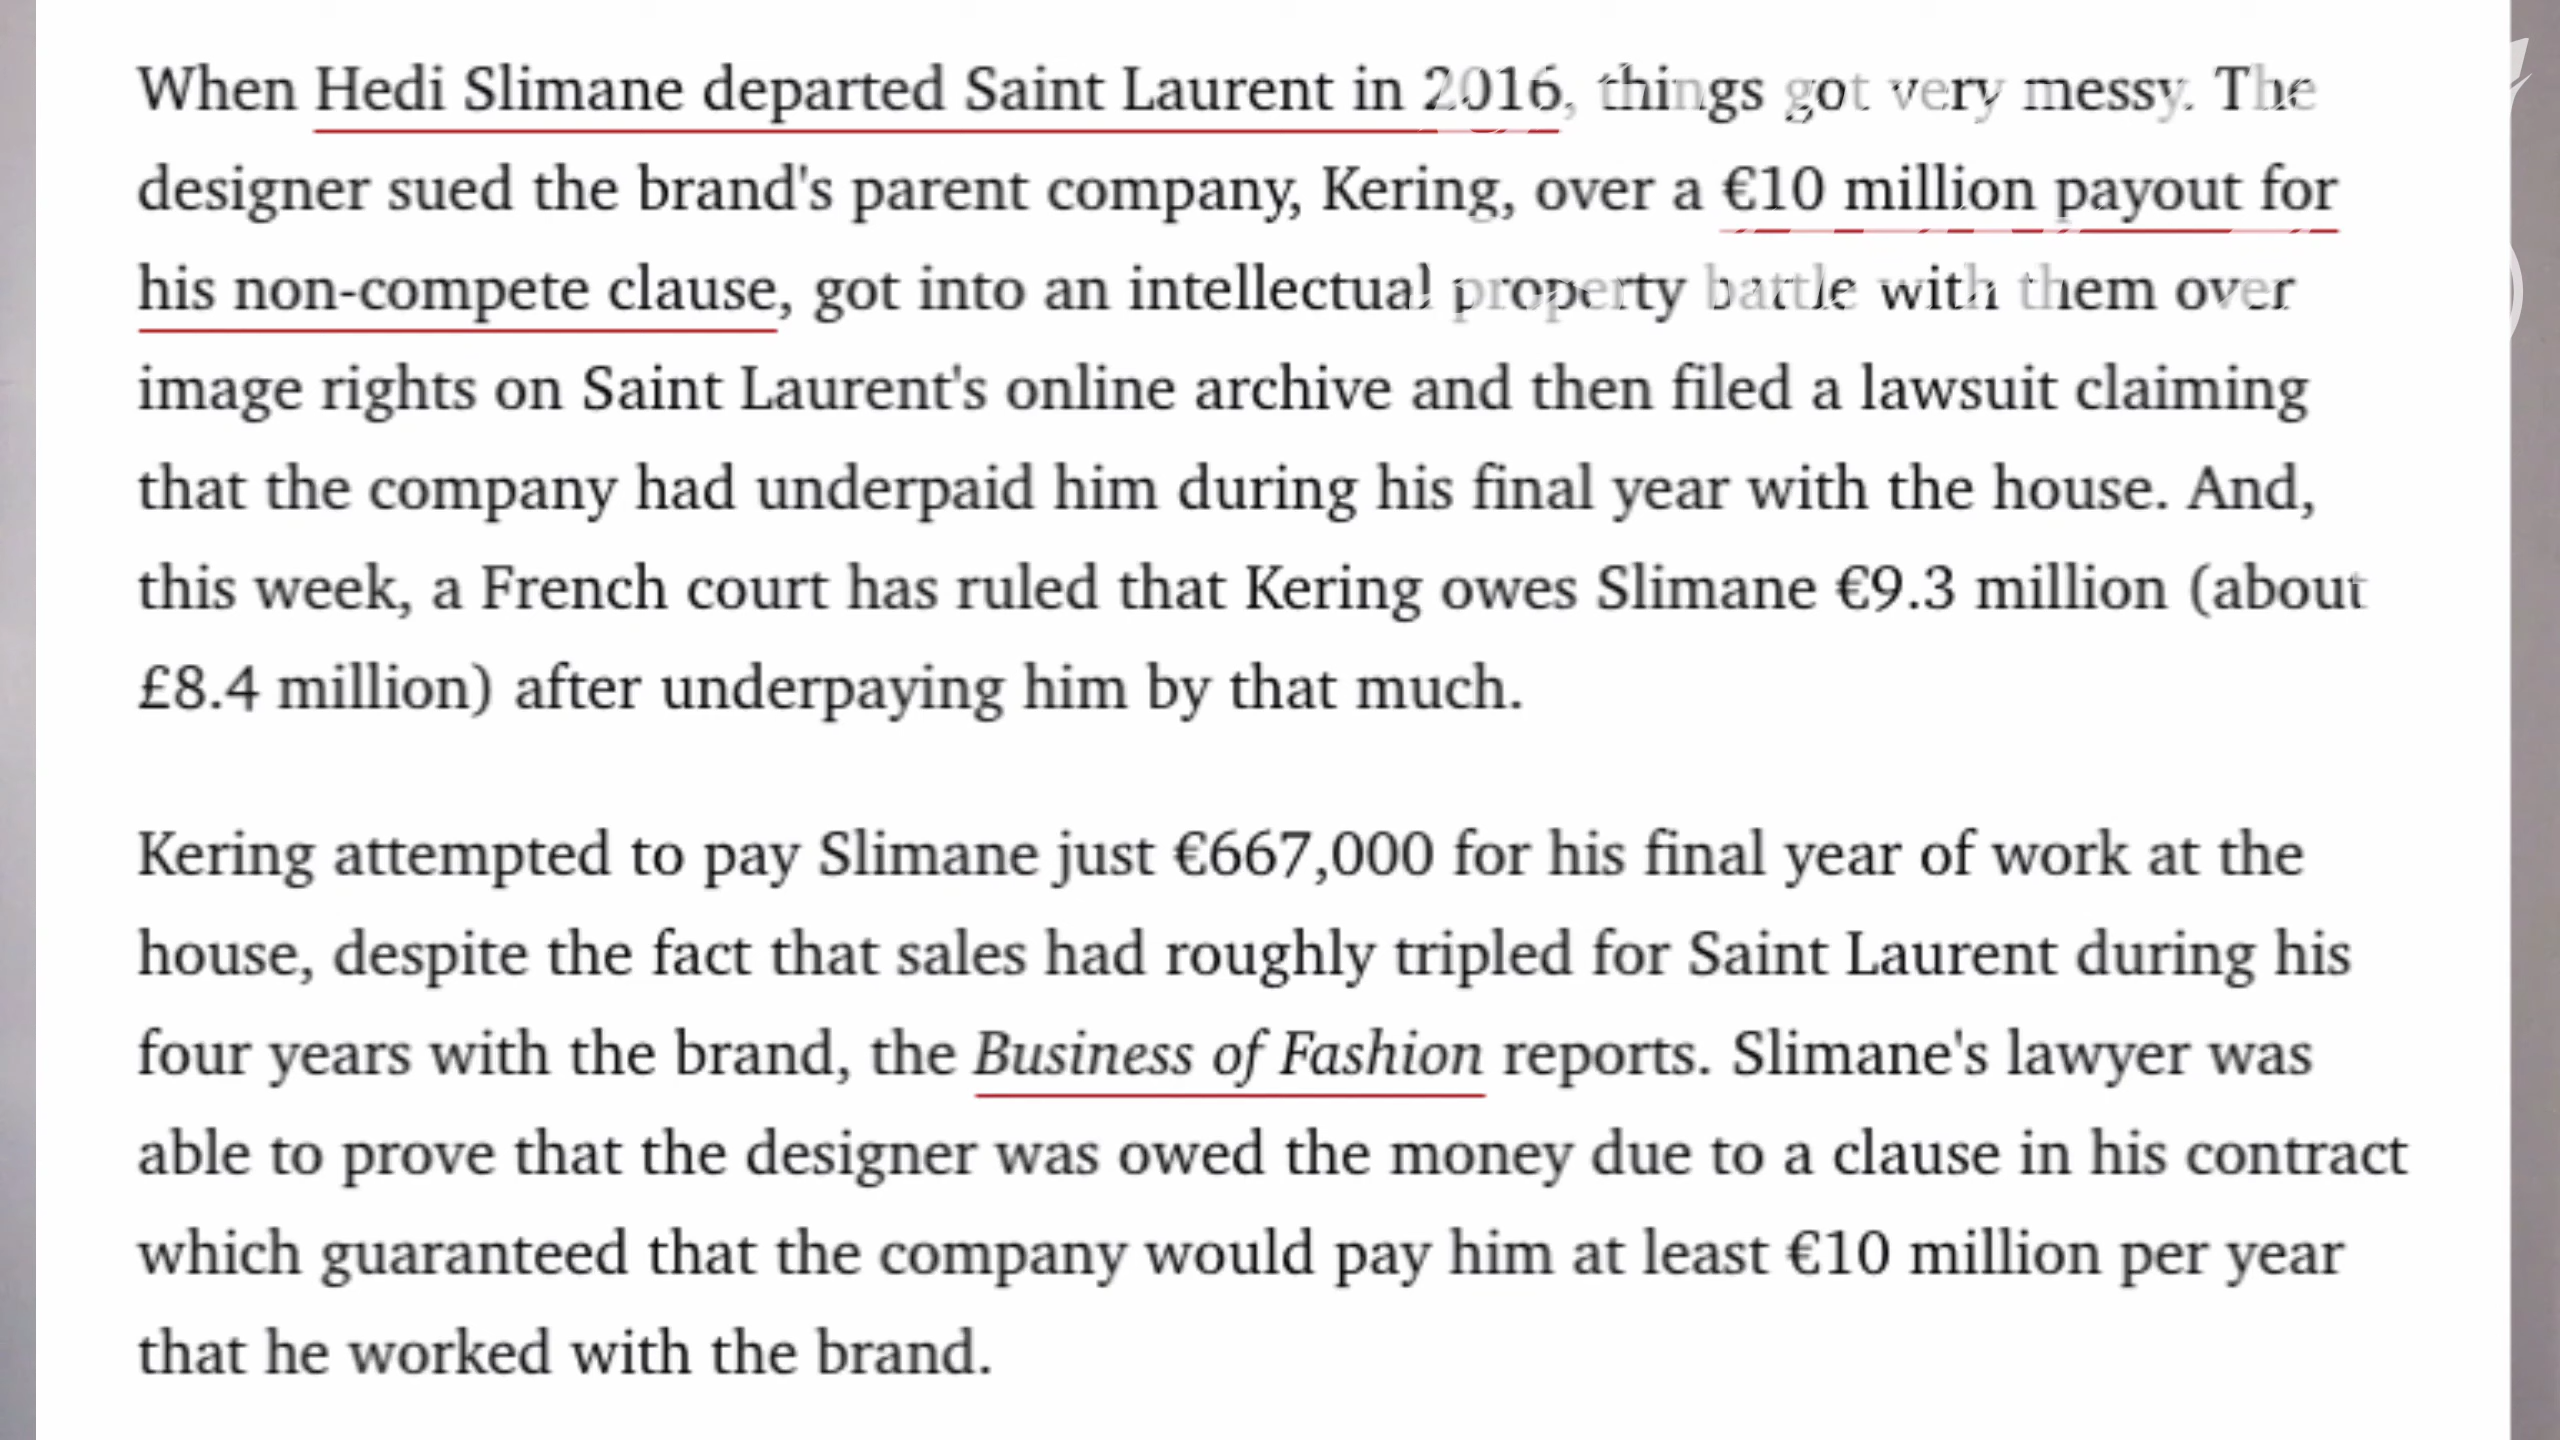 When Hedi Slimane departed Saint Laurent in 2016, things got very messy. The
designer sued the brand's parent company, Kering, over a €10 million payout for
his non-compete clause, got into an intellectual property battle with them over
image rights on Saint Laurent's online archive and then filed a lawsuit claiming
that the company had underpaid him during his final year with the house. And,
this week, a French court has ruled that Kering owes Slimane €9.3 million (about
£8.4 million) after underpaying him by that much.
Kering attempted to pay Slimane just €667,000 for his final year of work at the
house, despite the fact that sales had roughly tripled for Saint Laurent during his
four years with the brand, the Business of Fashion reports. Slimane's lawyer was
able to prove that the designer was owed the money due to a clause in his contract
which guaranteed that the company would pay him at least €10 million per year
that he worked with the brand.